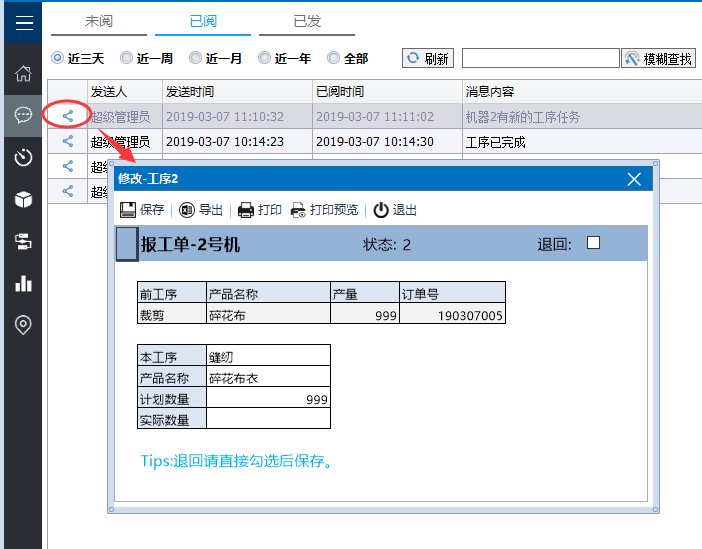 未阅 已阅 已发
近三天 近一周 近一月 近一年 全部 刷新 模糊查找
发送人 发送时间 已阅时间 消息内容
超级管理员 2019-03-07 11:10:32 2019-03-07 11:11:02 机器2有新的工序任务
超级管理员 2019-03-07 10:14:23 2019-03-07 10:14:30 工序已完成
超级
超级
修改-工序2
保存 导出 打印 打印预览 退出
报工单-2号机 状态: 2 退回:
前工序 产品名称 产量 订单号
裁剪 碎花布 999 190307005
本工序 缝纫
产品名称 碎花布衣
计划数量 999
实际数量
Tips:退回请直接勾选后保存。